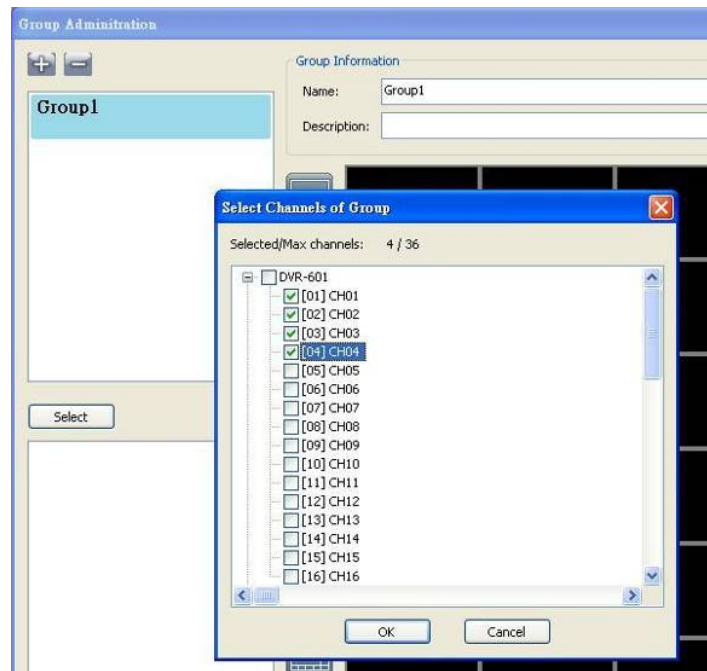 Group Adminitration
Group Information
Group1
Name: Group1
Description:
Select Channels of Group
Selected/Max channels: 4 / 36
DVR-601
[01] CH01
[02] CH02
[03] CH03
[04] CH04
[05] CH05
[06] CH06
[07] CH07
[08] CH08
[09] CH09
[10] CH10
[11] CH11
[12] CH12
[13] CH13
[14] CH14
[15] CH15
[16] CH16
Select
OK Cancel